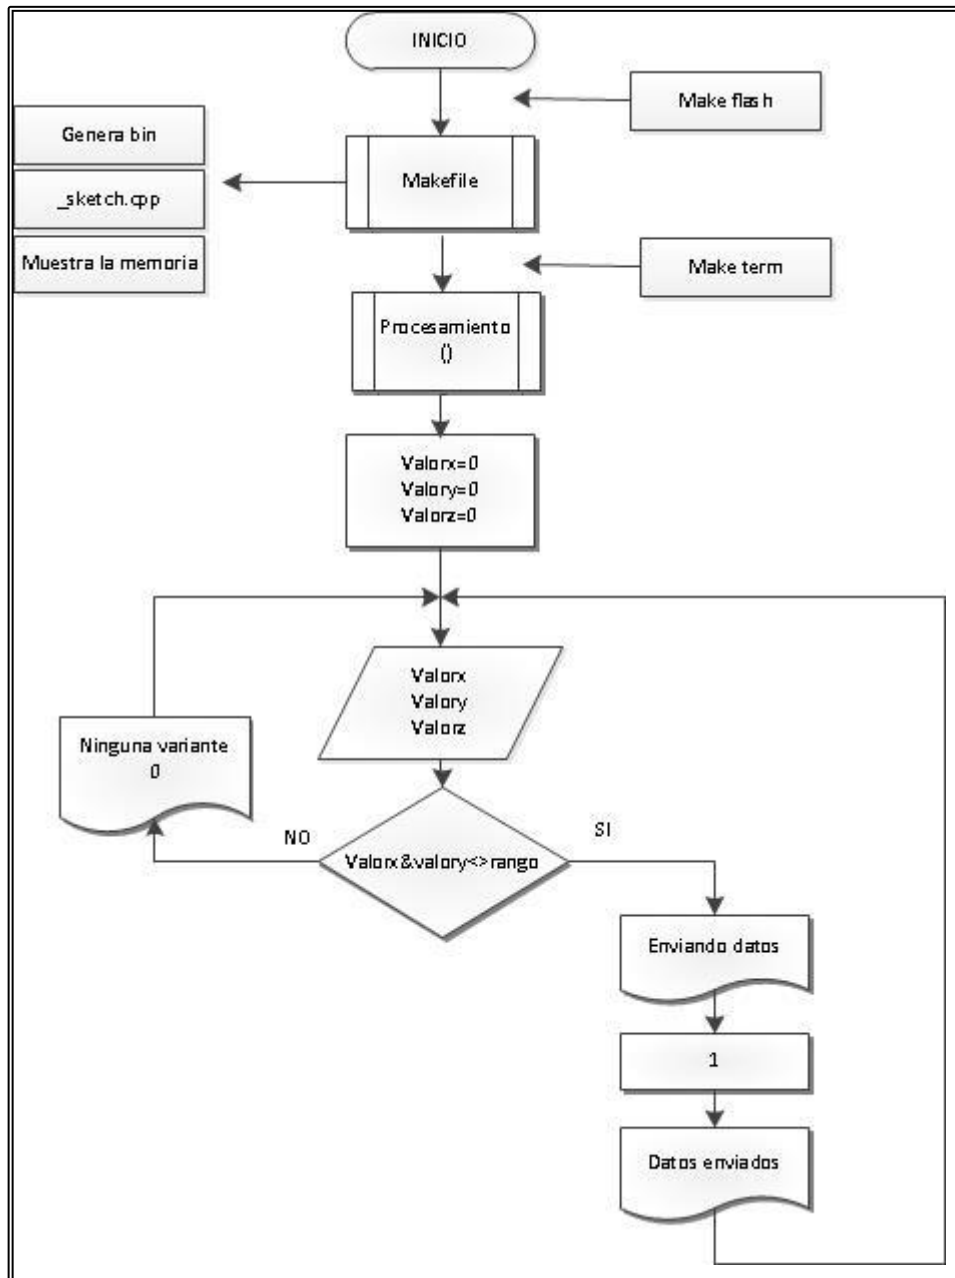 INICIO
Make flash
Genera bin
Makefile
_sketch.cpp
Muestra la memoria
Make term
Procesamiento
()
Valorx=0
Valory=0
Valorz=0
Valorx
Valory
Valorz
Ninguna variante
0
NO
SI
Valorx&valory<>rango
Enviando datos
1
Datos enviados